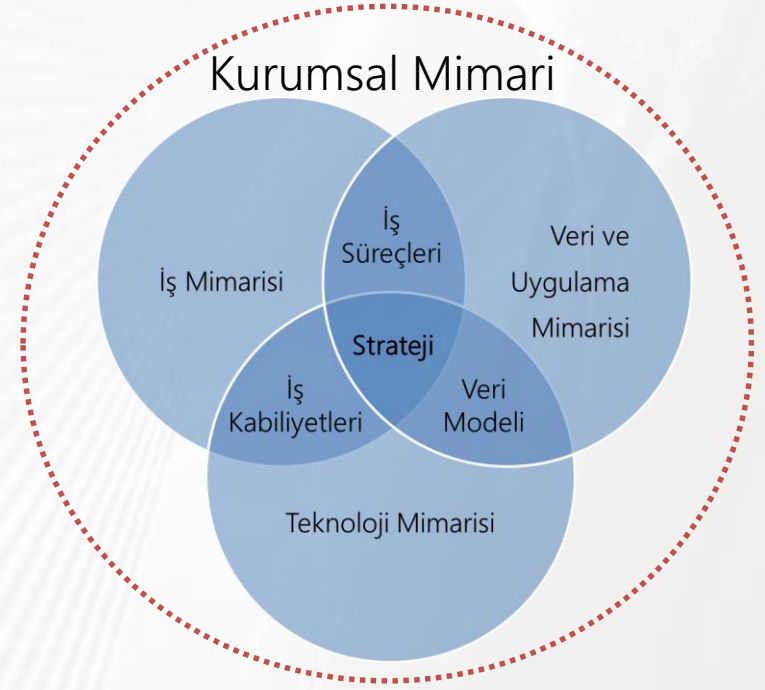 Kurumsal Mimari
İş
Süreçleri
Veri ve
Uygulama
Mimarisi
İş Mimarisi
Strateji
İş
Kabiliyetleri
Veri
Modeli
Teknoloji Mimarisi